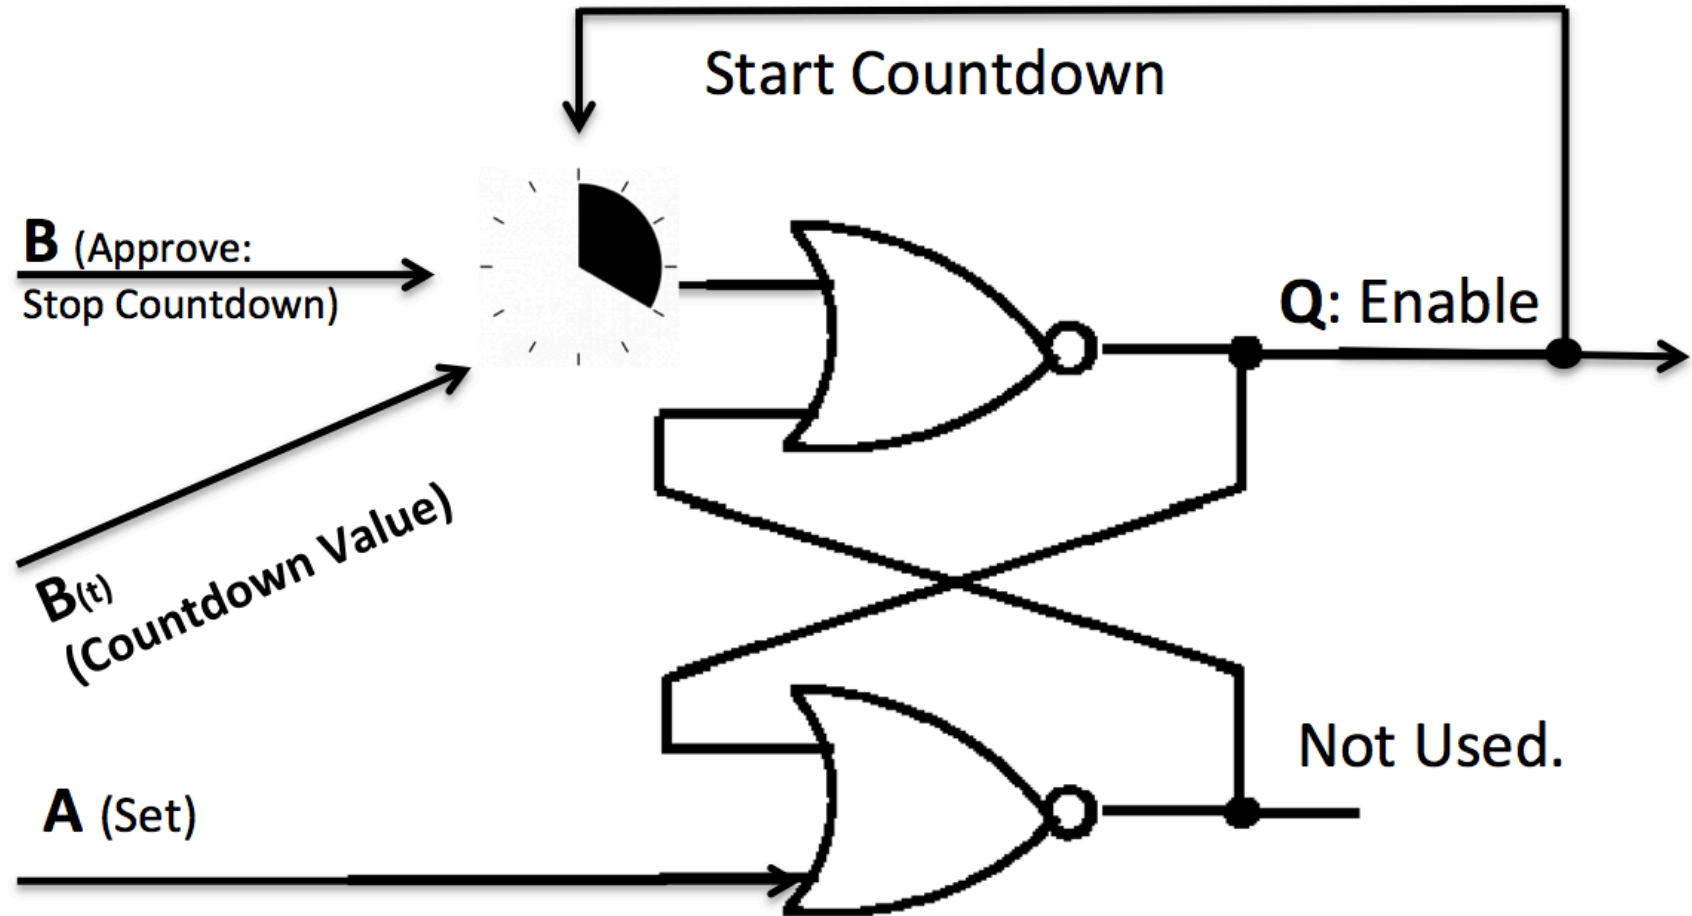 Start Countdown
B (Approve:
Stop Countdown)
Q: Enable
B(t)
(Countdown Value)
Not Used.
A (Set)